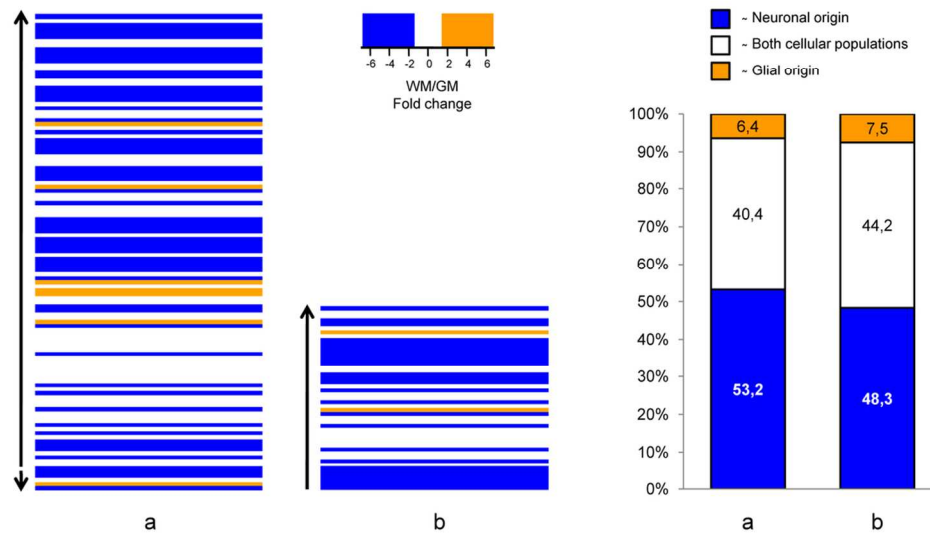 -6 -4 -2 0 2 4 6
WM/GM
Fold change
a
b
~ Neuronal origin
~ Both cellular populations
~ Glial origin
100%
90%
80%
70%
60%
50%
40%
30%
20%
10%
0%
6,4
7,5
40,4
44,2
53,2
48,3
a
b